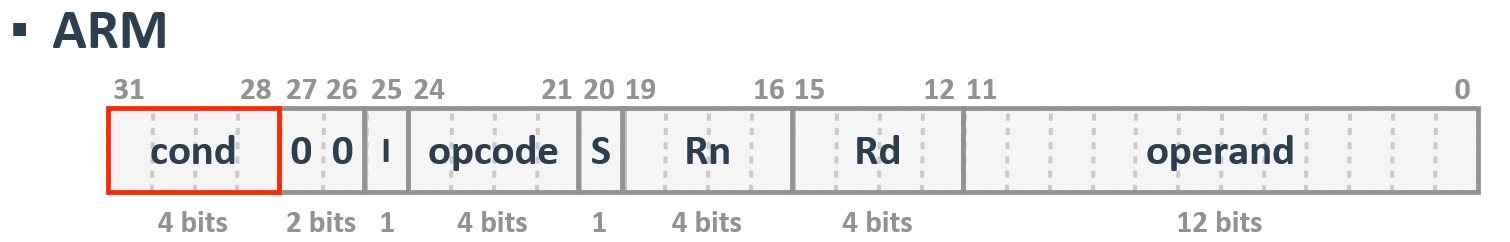 ▪ ARM
31 28 27 26 25 24 21 20 19 16 15 12 11 0
cond 0 0 I opcode S Rn Rd operand
4 bits 2 bits 1 4 bits 1 4 bits 4 bits 12 bits